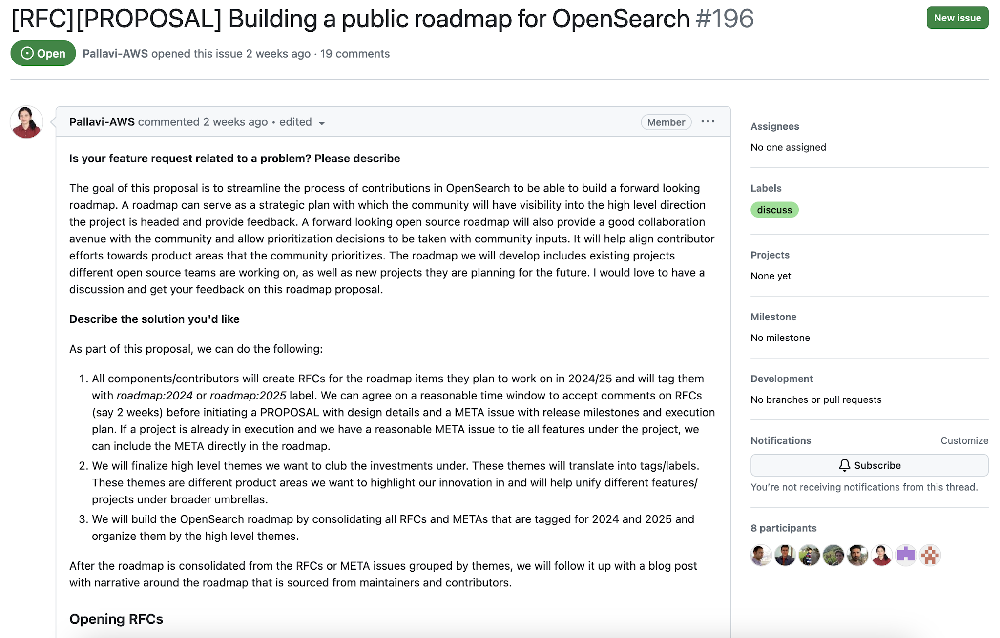 [RFC][PROPOSAL] Building a public roadmap for OpenSearch #196
New issue
Open
Pallavi-AWS opened this issue 2 weeks ago · 19 comments
Pallavi-AWS commented 2 weeks ago • edited
Member
Is your feature request related to a problem? Please describe
The goal of this proposal is to streamline the process of contributions in OpenSearch to be able to build a forward looking
roadmap. A roadmap can serve as a strategic plan with which the community will have visibility into the high level direction
the project is headed and provide feedback. A forward looking open source roadmap will also provide a good collaboration
avenue with the community and allow prioritization decisions to be taken with community inputs. It will help align contributor
efforts towards product areas that the community prioritizes. The roadmap we will develop includes existing projects
different open source teams are working on, as well as new projects they are planning for the future. I would love to have a
discussion and get your feedback on this roadmap proposal.
Describe the solution you'd like
As part of this proposal, we can do the following:
1. All components/contributors will create RFCs for the roadmap items they plan to work on in 2024/25 and will tag them
with roadmap:2024 or roadmap:2025 label. We can agree on a reasonable time window to accept comments on RFCs
(say 2 weeks) before initiating a PROPOSAL with design details and a META issue with release milestones and execution
plan. If a project is already in execution and we have a reasonable META issue to tie all features under the project, we
can include the META directly in the roadmap.
2. We will finalize high level themes we want to club the investments under. These themes will translate into tags/labels.
These themes are different product areas we want to highlight our innovation in and will help unify different features/
projects under broader umbrellas.
3. We will build the OpenSearch roadmap by consolidating all RFCs and METAs that are tagged for 2024 and 2025 and
organize them by the high level themes.
After the roadmap is consolidated from the RFCs or META issues grouped by themes, we will follow it up with a blog post
with narrative around the roadmap that is sourced from maintainers and contributors.
Opening RFCs
Assignees
No one assigned
Labels
discuss
Projects
None yet
Milestone
No milestone
Development
No branches or pull requests
Notifications
Customize
Subscribe
You're not receiving notifications from this thread.
8 participants